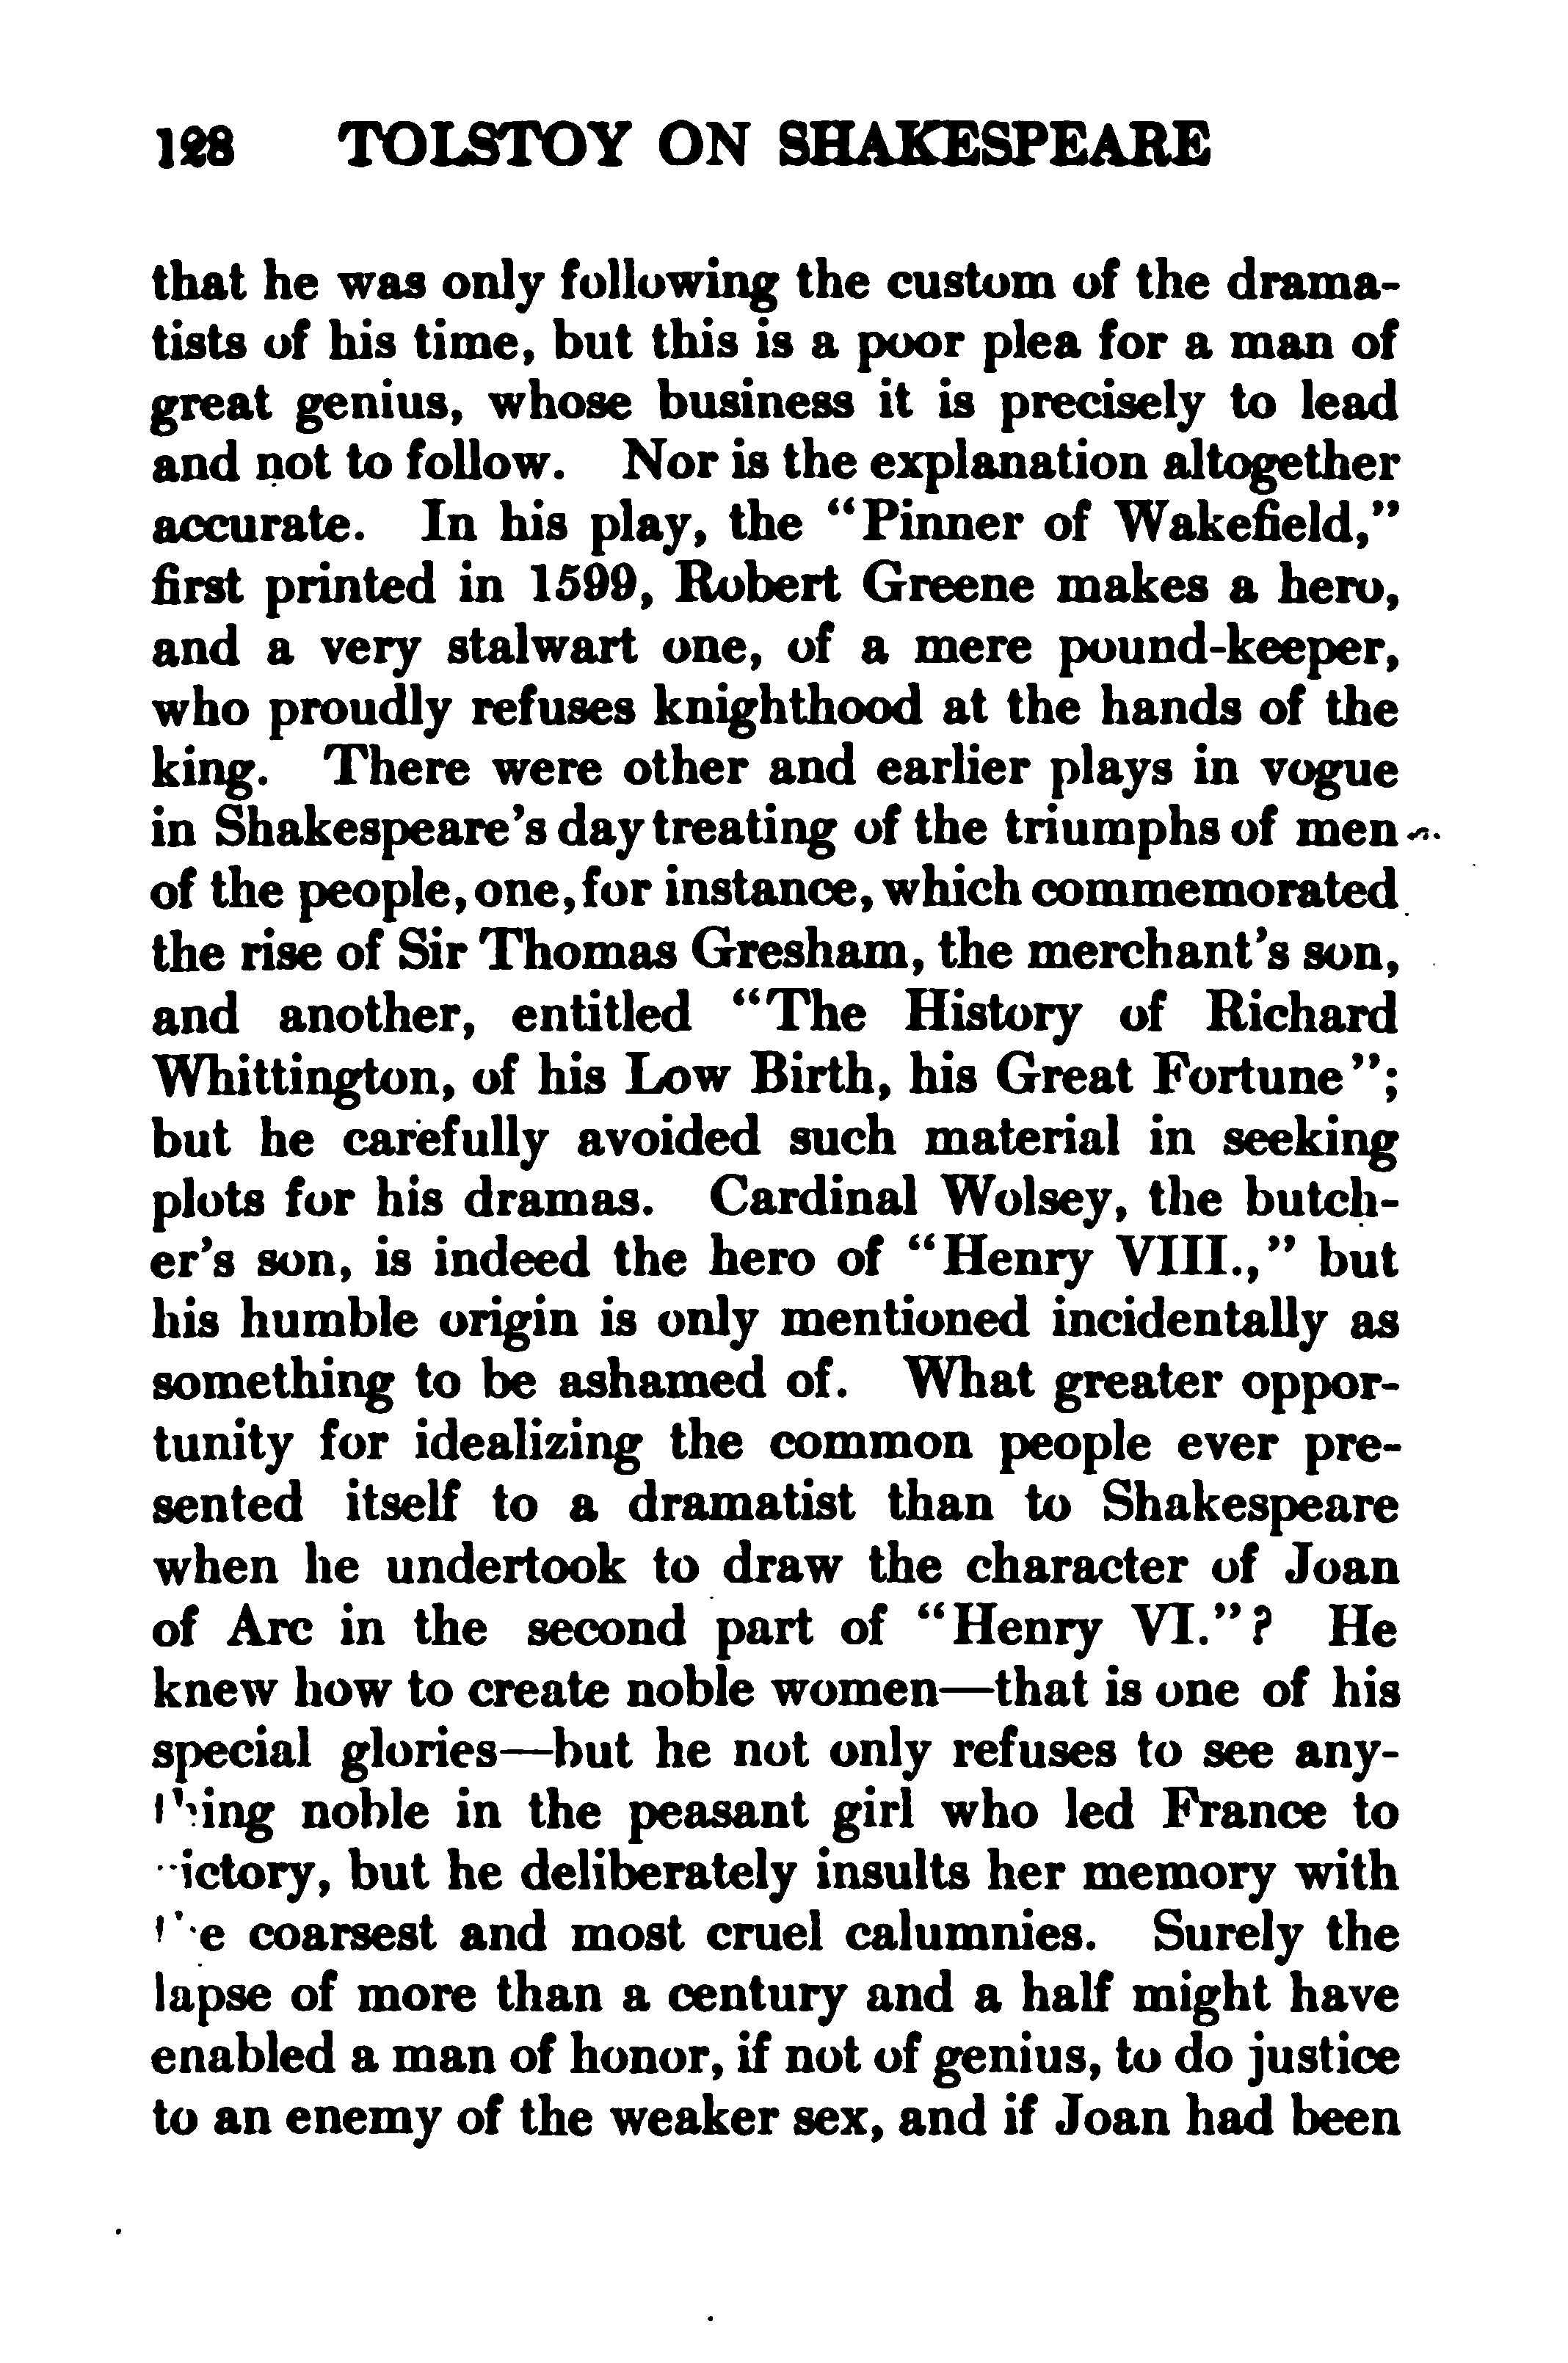 128 TOLSTOY ON SHAKESPEARE
that he was only following the custom of the drama-
tists of his time, but this is a poor plea for a man of
great genius, whose business it is precisely to lead
and not to follow. Nor is the explanation altogether
accurate. In his play, the "Pinner of Wakefield,"
first printed in 1599, Robert Greene makes a hero,
and a very stalwart one, of a mere pound-keeper,
who proudly refuses knighthood at the hands of the
king. There were other and earlier plays in vogue
in Shakespeare's day treating of the triumphs of men
of the people, one, for instance, which commemorated
the rise of Sir Thomas Gresham, the merchant's son,
and another, entitled "The History of Richard
Whittington, of his Low Birth, his Great Fortune";
but he carefully avoided such material in seeking
plots for his dramas. Cardinal Wolsey, the butch-
er's son, is indeed the hero of "Henry VIII.," but
his humble origin is only mentioned incidentally as
something to be ashamed of. What greater oppor-
tunity for idealizing the common people ever pre-
sented itself to a dramatist than to Shakespeare
when he undertook to draw the character of Joan
of Arc in the second part of "Henry VI."? He
knew how to create noble women—that is one of his
special glories—but he not only refuses to see any-
thing noble in the peasant girl who led France to
victory, but he deliberately insults her memory with
the coarsest and most cruel calumnies. Surely the
lapse of more than a century and a half might have
enabled a man of honor, if not of genius, to do justice
to an enemy of the weaker sex, and if Joan had been